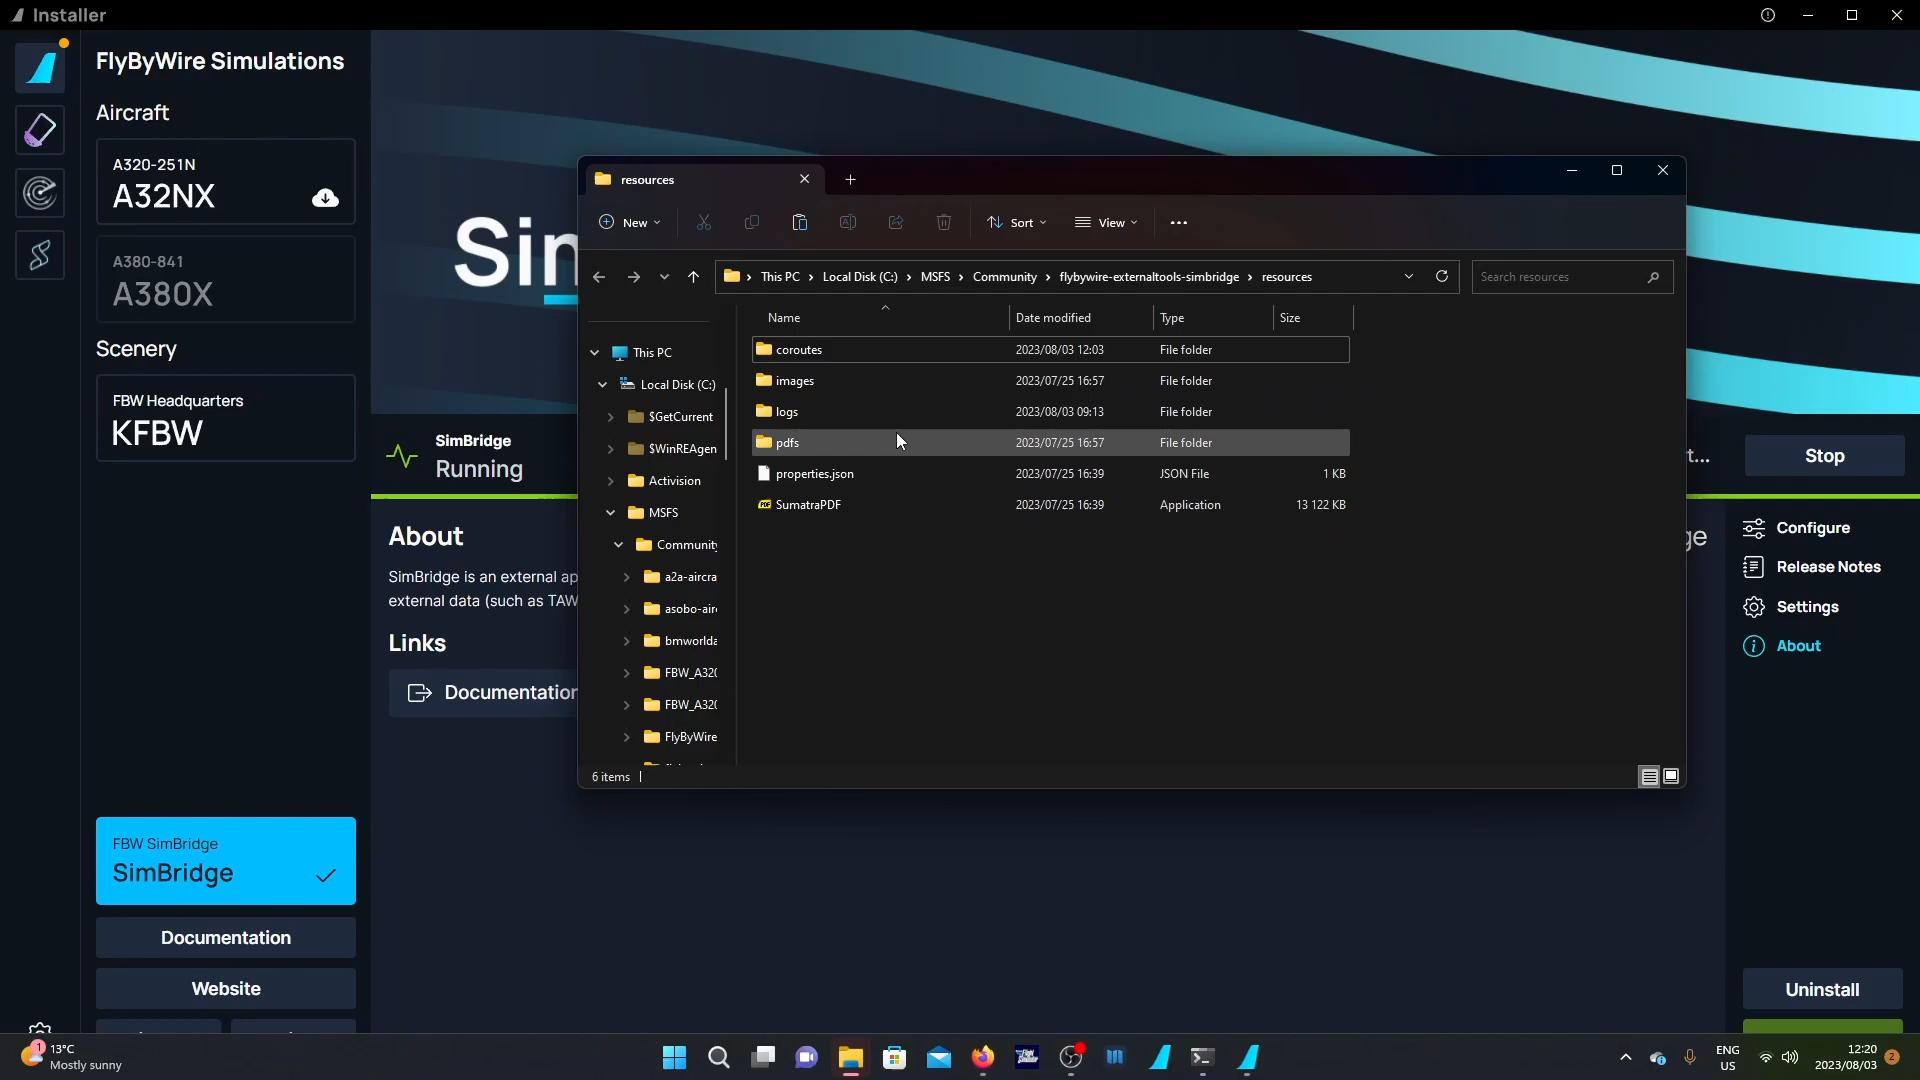 Installer
FlyByWire Simulations
Aircraft
A320-251N
A32NX
A380-841
A380X
Scenery
FBW Headquarters
KFBW
FBW SimBridge
SimBridge
Documentation
Website
SimBridge
Running
About
SimBridge is an external ap
external data (such as TAW
Links
Documentation
resources
New
Sort
View
This PC
Local Disk (C:)
MSFS
Community
flybywire-externaltools-simbridge
resources
Search resources
This PC
Local Disk (C:)
$GetCurrent
$WinREAgen
Activision
MSFS
Community
a2a-aircra
asobo-airc
bmworlda
FBW_A320
FBW_A320
FlyByWire
Name Date modified Type Size
coroutes 2023/08/03 12:03 File folder
images 2023/07/25 16:57 File folder
logs 2023/08/03 09:13 File folder
pdfs 2023/07/25 16:57 File folder
properties.json 2023/07/25 16:39 JSON File 1 KB
SumatraPDF 2023/07/25 16:39 Application 13 122 KB
6 items
t...
Stop
ge
Configure
Release Notes
Settings
About
Uninstall
1
13°C
Mostly sunny
ENG
US
12:20
2023/08/03
2